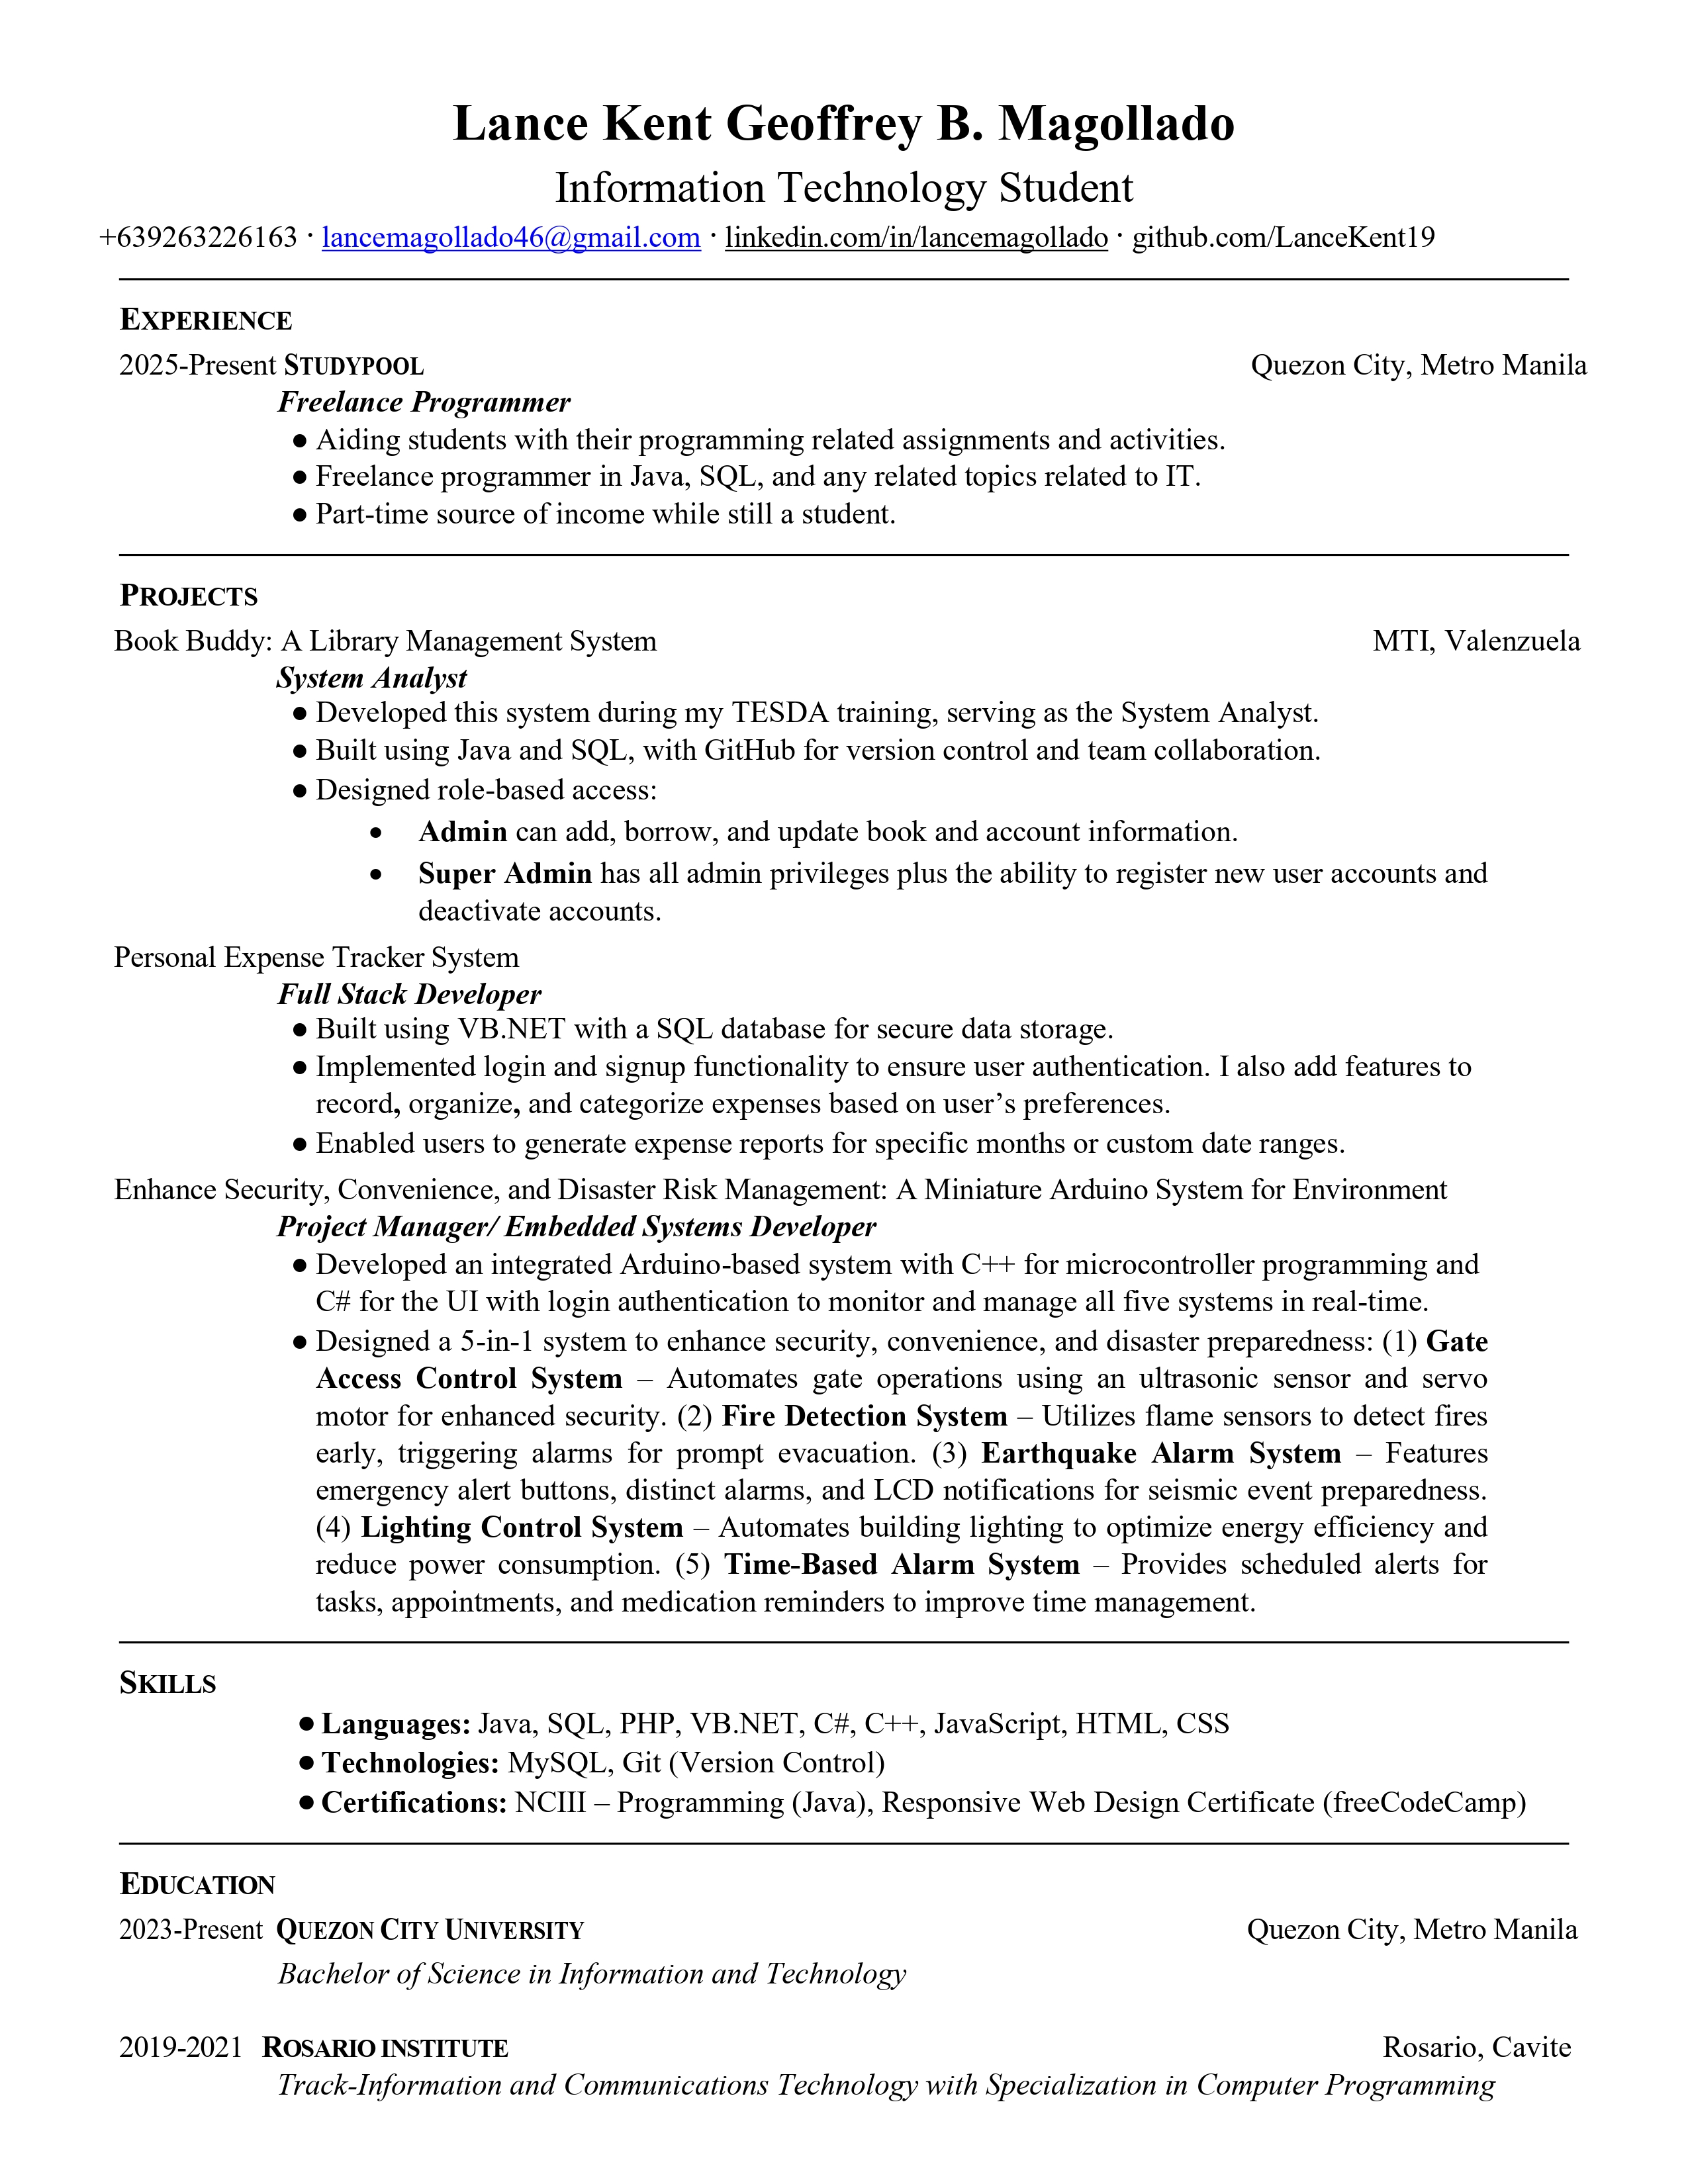 Lance Kent Geoffrey B. Magollado
Information Technology Student
+639263226163 · lancemagollado46@gmail.com · linkedin.com/in/lancemagollado · github.com/LanceKent19
EXPERIENCE
2025-Present STUDYPOOL Quezon City, Metro Manila
Freelance Programmer
● Aiding students with their programming related assignments and activities.
● Freelance programmer in Java, SQL, and any related topics related to IT.
● Part-time source of income while still a student.
PROJECTS
Book Buddy: A Library Management System MTI, Valenzuela
System Analyst
● Developed this system during my TESDA training, serving as the System Analyst.
● Built using Java and SQL, with GitHub for version control and team collaboration.
● Designed role-based access:
• Admin can add, borrow, and update book and account information.
• Super Admin has all admin privileges plus the ability to register new user accounts and
deactivate accounts.
Personal Expense Tracker System
Full Stack Developer
● Built using VB.NET with a SQL database for secure data storage.
● Implemented login and signup functionality to ensure user authentication. I also add features to
record, organize, and categorize expenses based on user’s preferences.
● Enabled users to generate expense reports for specific months or custom date ranges.
Enhance Security, Convenience, and Disaster Risk Management: A Miniature Arduino System for Environment
Project Manager/ Embedded Systems Developer
● Developed an integrated Arduino-based system with C++ for microcontroller programming and
C# for the UI with login authentication to monitor and manage all five systems in real-time.
● Designed a 5-in-1 system to enhance security, convenience, and disaster preparedness: (1) Gate
Access Control System – Automates gate operations using an ultrasonic sensor and servo
motor for enhanced security. (2) Fire Detection System – Utilizes flame sensors to detect fires
early, triggering alarms for prompt evacuation. (3) Earthquake Alarm System – Features
emergency alert buttons, distinct alarms, and LCD notifications for seismic event preparedness.
(4) Lighting Control System – Automates building lighting to optimize energy efficiency and
reduce power consumption. (5) Time-Based Alarm System – Provides scheduled alerts for
tasks, appointments, and medication reminders to improve time management.
SKILLS
● Languages: Java, SQL, PHP, VB.NET, C#, C++, JavaScript, HTML, CSS
● Technologies: MySQL, Git (Version Control)
● Certifications: NCIII – Programming (Java), Responsive Web Design Certificate (freeCodeCamp)
EDUCATION
2023-Present QUEZON CITY UNIVERSITY Quezon City, Metro Manila
Bachelor of Science in Information and Technology
2019-2021 ROSARIO INSTITUTE Rosario, Cavite
Track-Information and Communications Technology with Specialization in Computer Programming